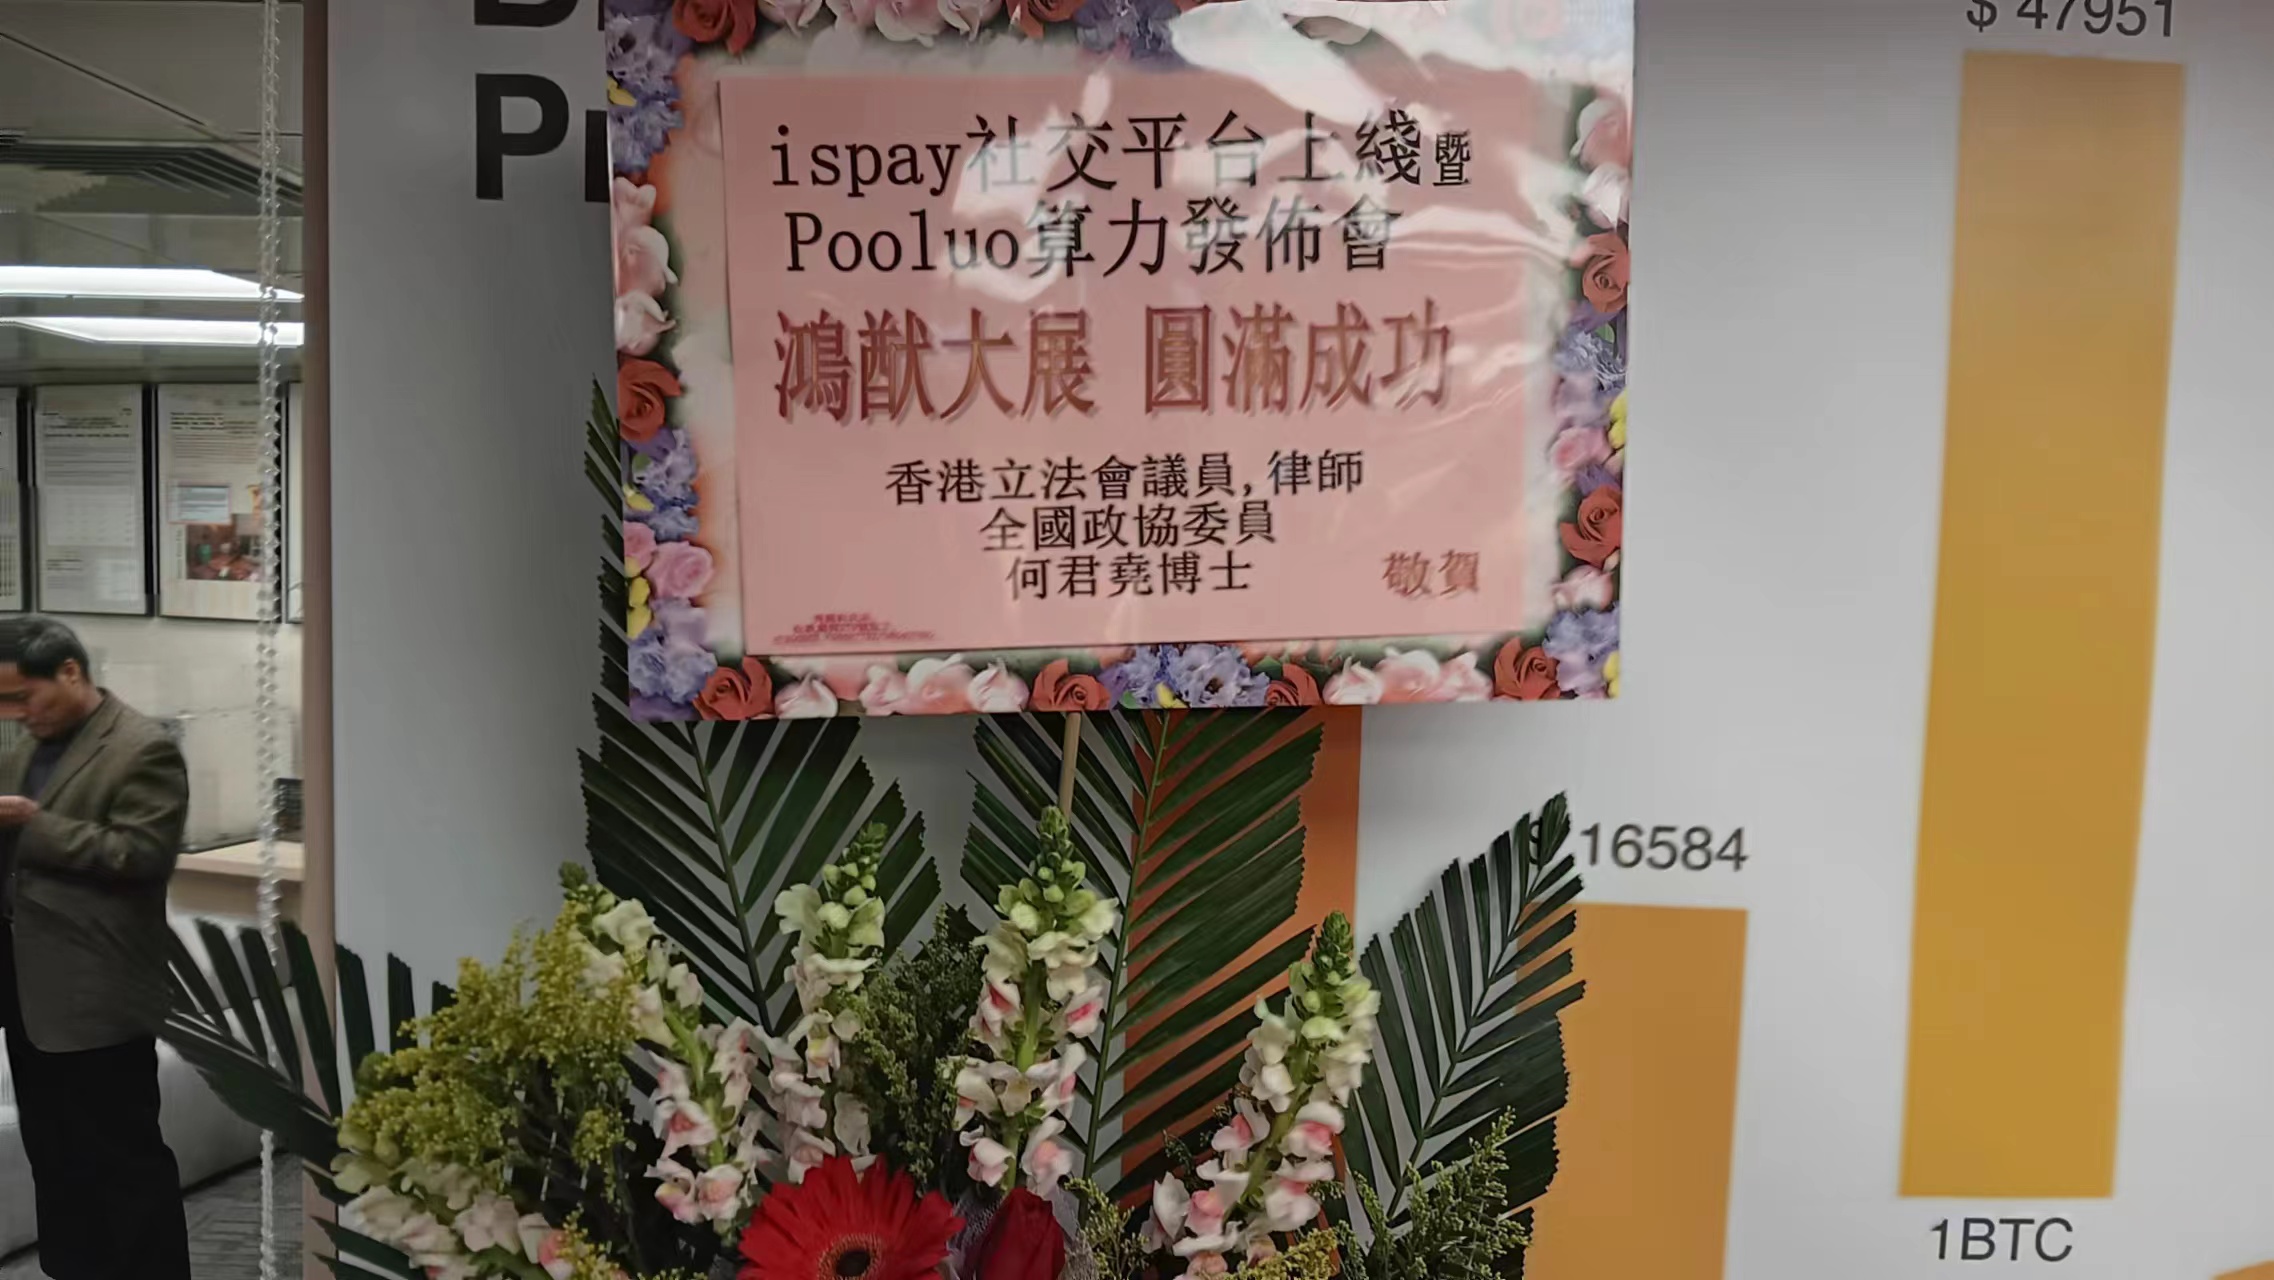 $ 47951
ispay社交平台上綫暨
Pooluo算力發佈會
鴻猷大展 圓滿成功
香港立法會議員,律師
全國政協委員
何君堯博士
敬賀
$ 16584
1BTC